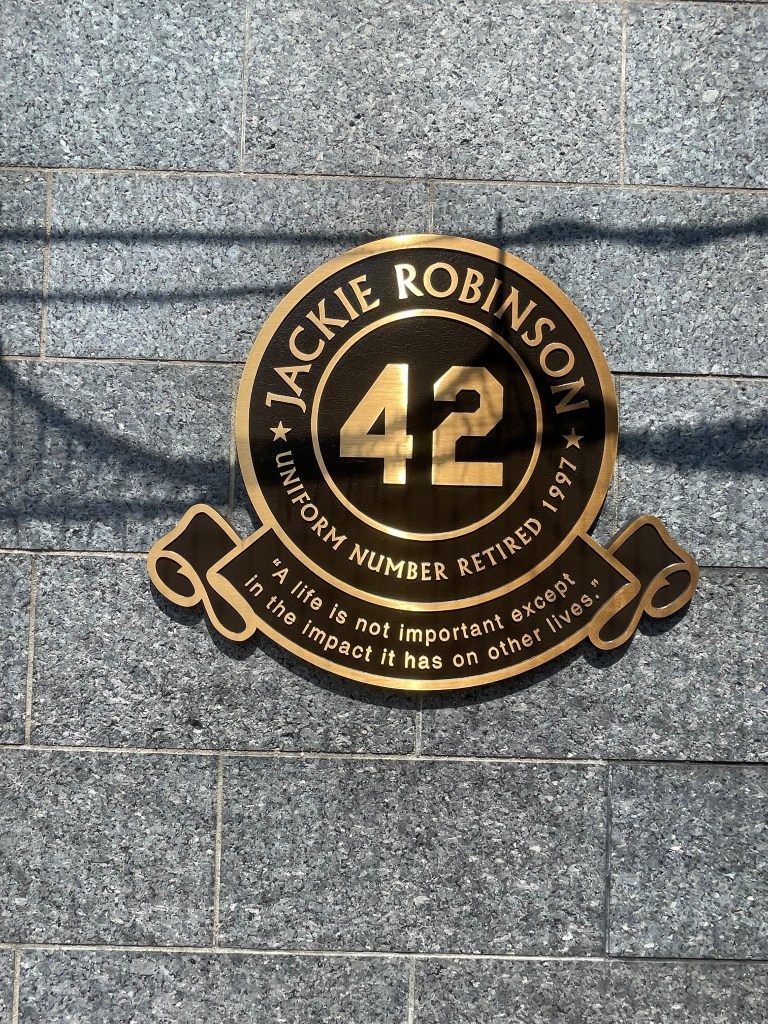 JACKIE ROBINSON
42
UNIFORM NUMBER RETIRED 1997
“A life is not important except
in the impact it has on other lives.”